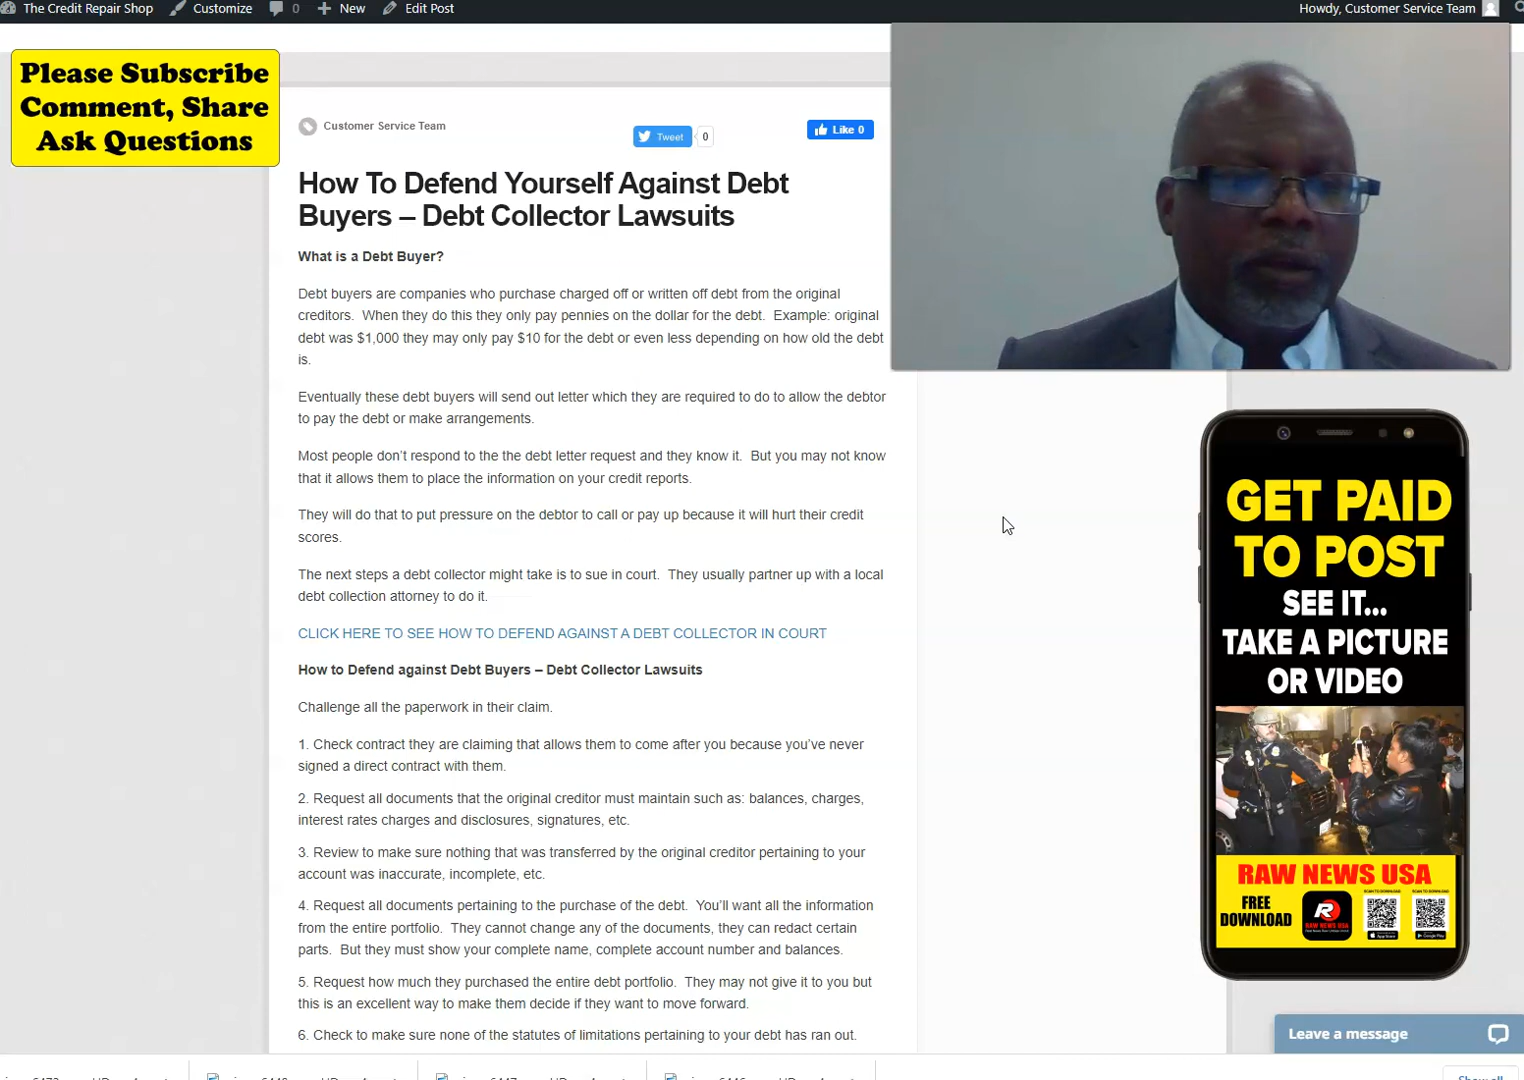 The Credit Repair Shop
Customize
0
New
Edit Post
Howdy, Customer Service Team
Please Subscribe
Comment, Share
Ask Questions
Customer Service Team
Tweet
0
Like 0
How To Defend Yourself Against Debt
Buyers – Debt Collector Lawsuits
What is a Debt Buyer?
Debt buyers are companies who purchase charged off or written off debt from the original
creditors.  When they do this they only pay pennies on the dollar for the debt.  Example: original
debt was $1,000 they may only pay $10 for the debt or even less depending on how old the debt
is.
Eventually these debt buyers will send out letter which they are required to do to allow the debtor
to pay the debt or make arrangements.
Most people don’t respond to the the debt letter request and they know it.  But you may not know
that it allows them to place the information on your credit reports.
They will do that to put pressure on the debtor to call or pay up because it will hurt their credit
scores.
The next steps a debt collector might take is to sue in court.  They usually partner up with a local
debt collection attorney to do it.
CLICK HERE TO SEE HOW TO DEFEND AGAINST A DEBT COLLECTOR IN COURT
How to Defend against Debt Buyers – Debt Collector Lawsuits
Challenge all the paperwork in their claim.
1. Check contract they are claiming that allows them to come after you because you’ve never
signed a direct contract with them.
2. Request all documents that the original creditor must maintain such as: balances, charges,
interest rates charges and disclosures, signatures, etc.
3. Review to make sure nothing that was transferred by the original creditor pertaining to your
account was inaccurate, incomplete, etc.
4. Request all documents pertaining to the purchase of the debt.  You’ll want all the information
from the entire portfolio.  They cannot change any of the documents, they can redact certain
parts.  But they must show your complete name, complete account number and balances.
5. Request how much they purchased the entire debt portfolio.  They may not give it to you but
this is an excellent way to make them decide if they want to move forward.
6. Check to make sure none of the statutes of limitations pertaining to your debt has ran out.
GET PAID
TO POST
SEE IT...
TAKE A PICTURE
OR VIDEO
RAW NEWS USA
FREE
DOWNLOAD
R
RAW NEWS USA
SCAN TO DOWNLOAD
SCAN TO DOWNLOAD
App Store
Google Play
Leave a message
Show all